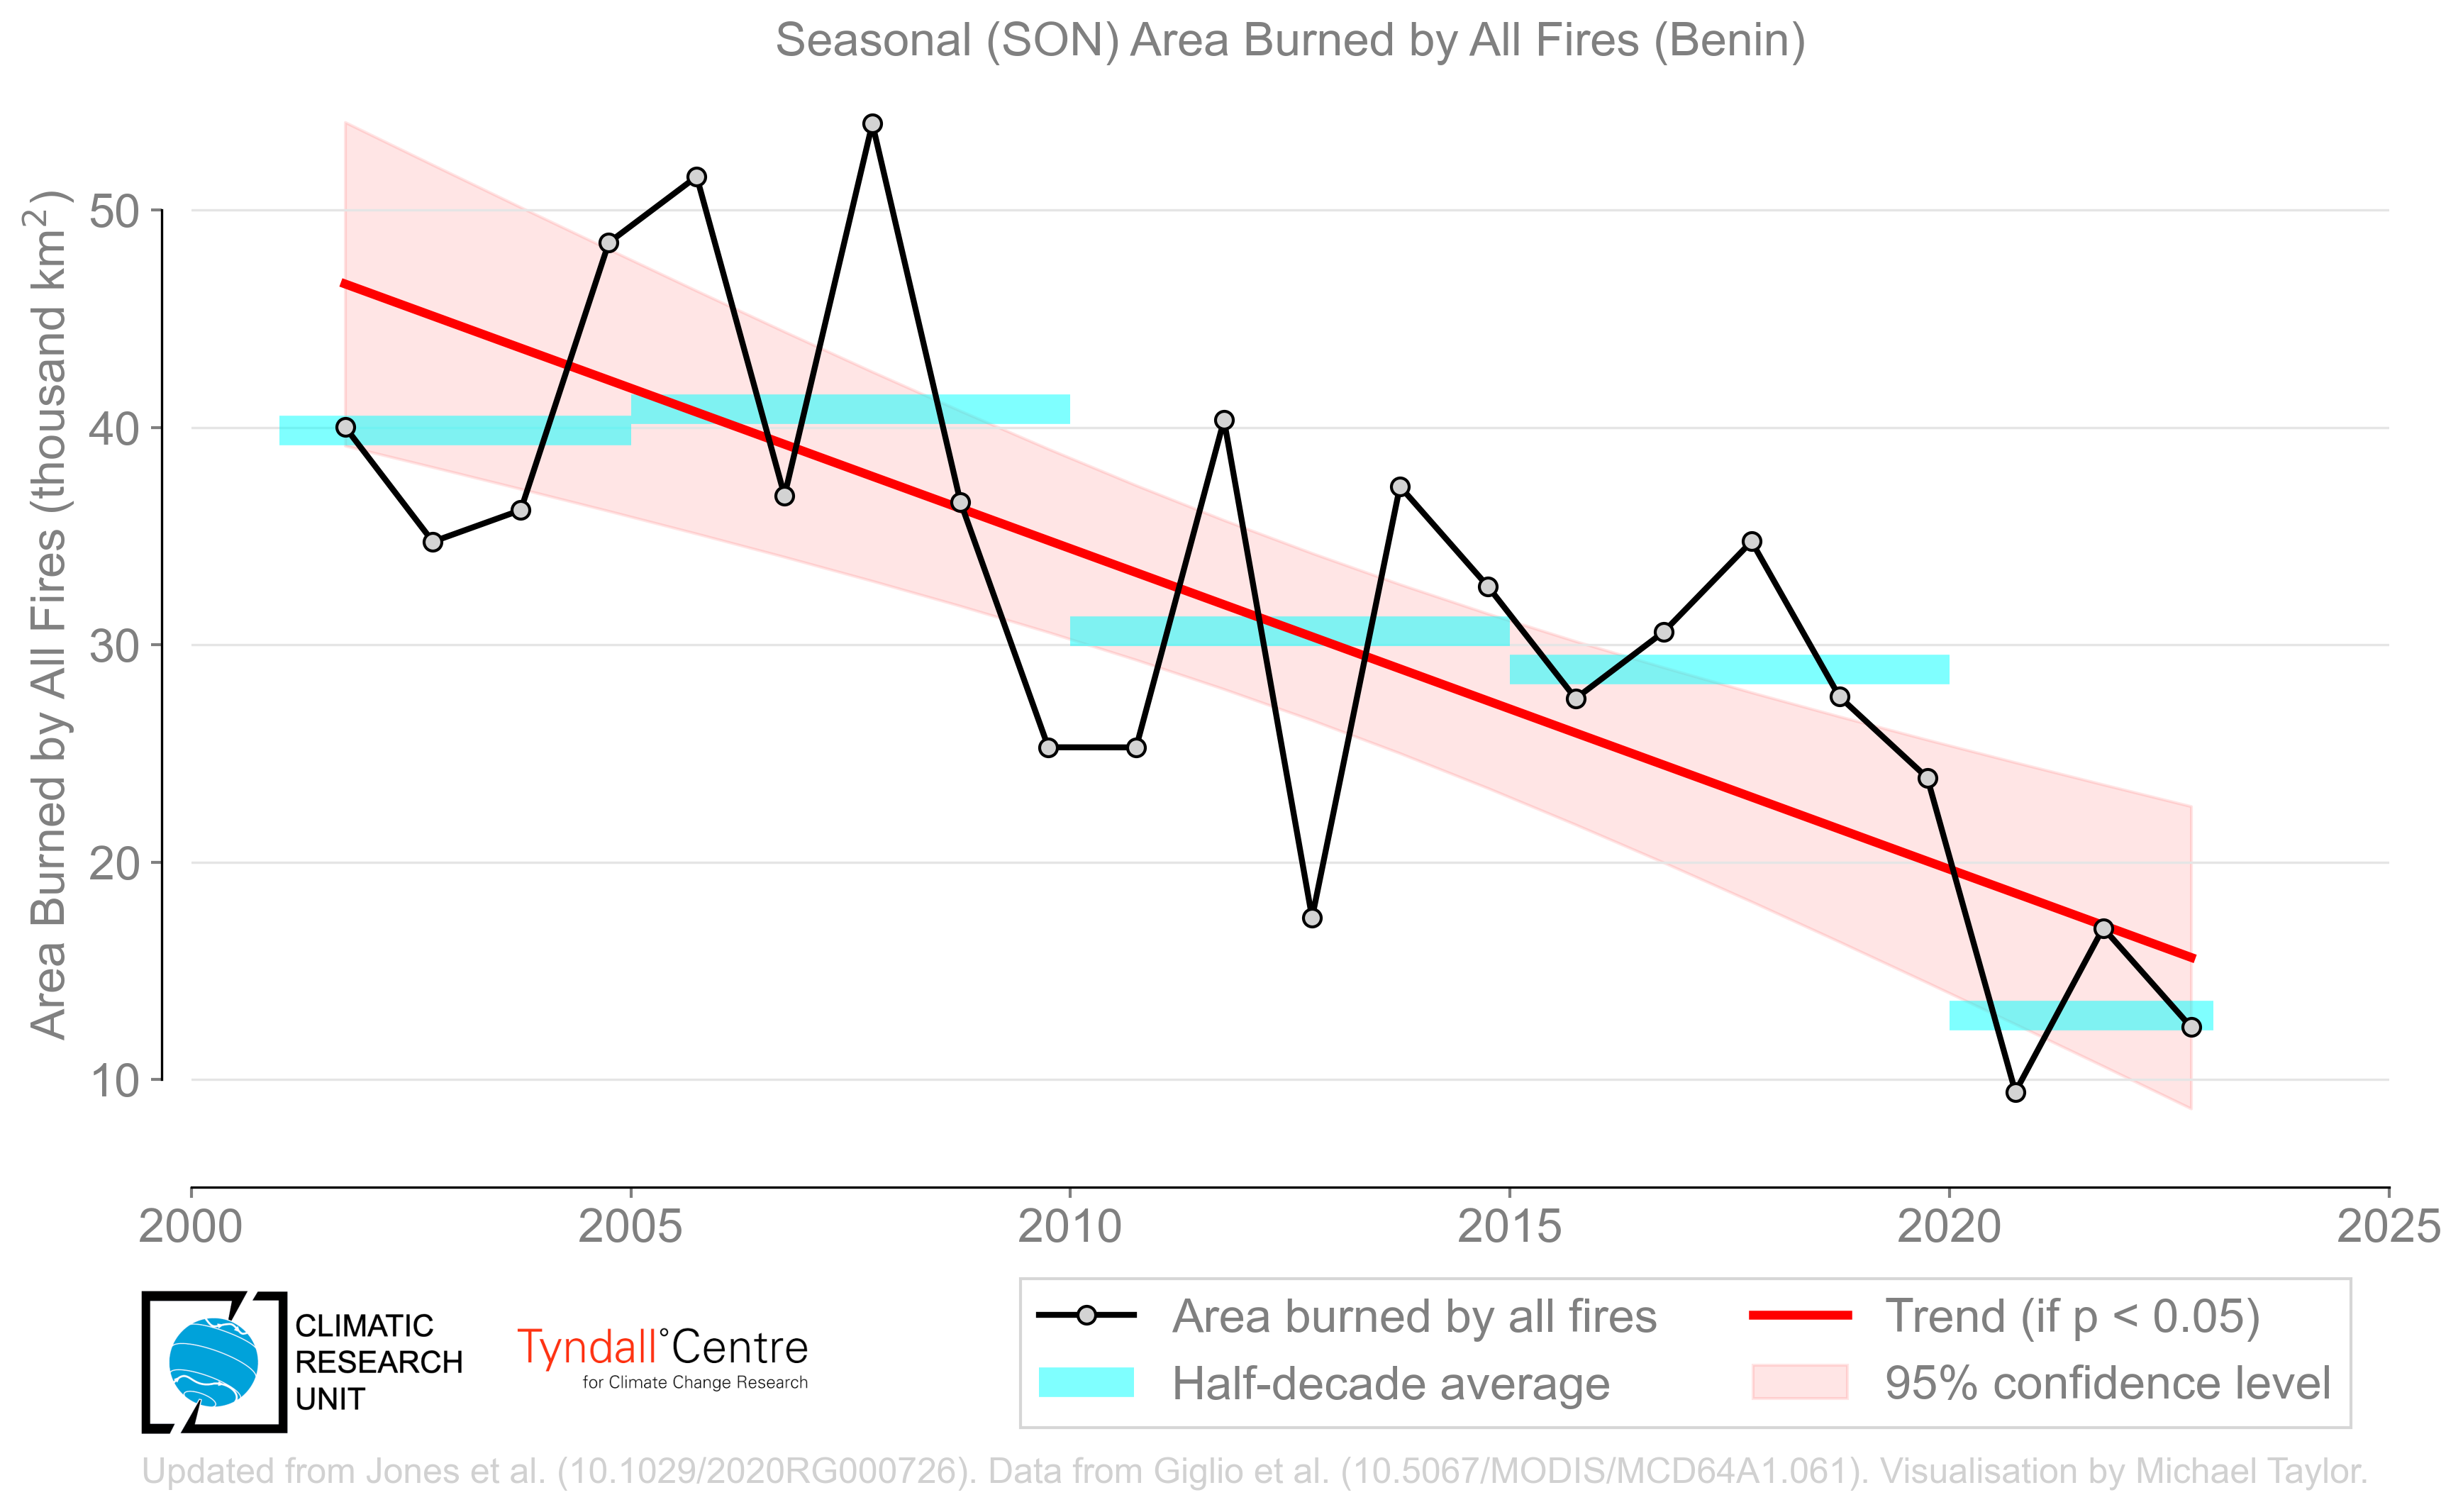 Seasonal (SON) Area Burned by All Fires (Benin)
Area Burned by All Fires (thousand km²)
50
40
30
20
10
2000 2005 2010 2015 2020 2025
CLIMATIC
RESEARCH
UNIT
Tyndall°Centre
for Climate Change Research
Area burned by all fires
Half-decade average
Trend (if p < 0.05)
95% confidence level
Updated from Jones et al. (10.1029/2020RG000726). Data from Giglio et al. (10.5067/MODIS/MCD64A1.061). Visualisation by Michael Taylor.